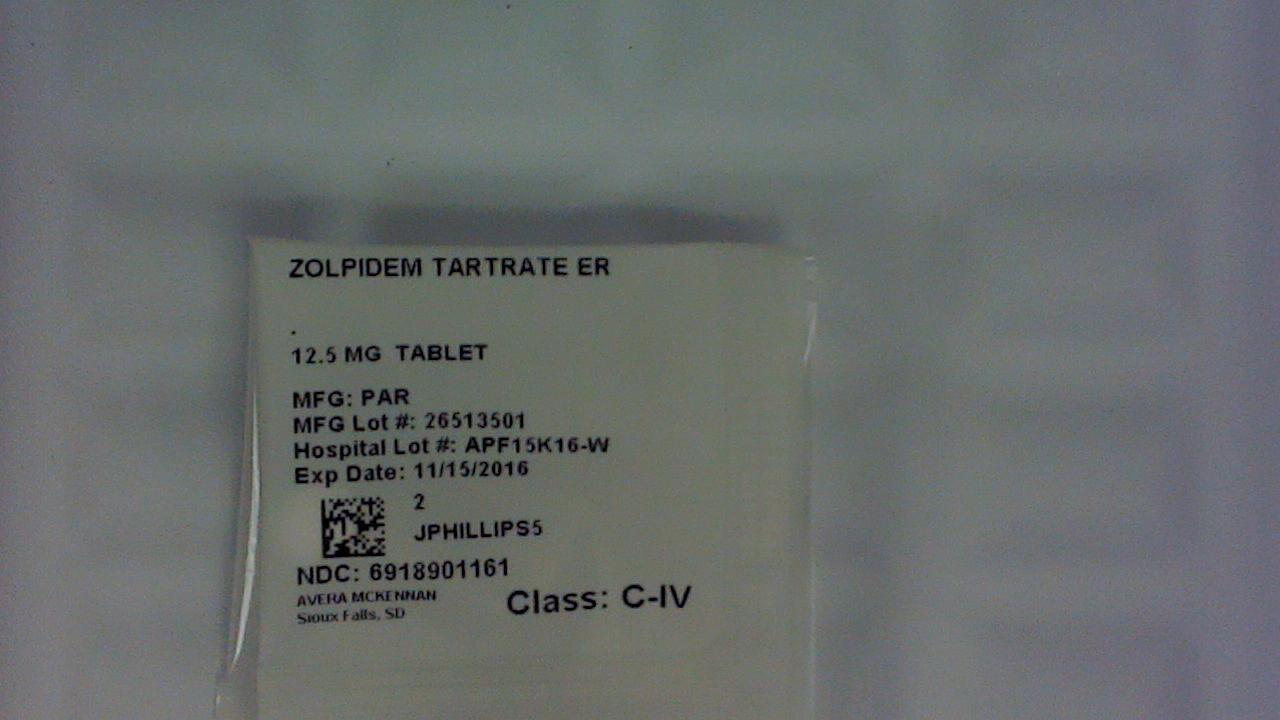 ZOLPIDEM TARTRATE ER
.
12.5 MG TABLET
MFG: PAR
MFG Lot #: 26513501
Hospital Lot #: APF15K16-W
Exp Date: 11/15/2016
2
JPHILLIPS5
NDC: 6918901161
AVERA MCKENNAN
Sioux Falls, SD
Class: C-IV